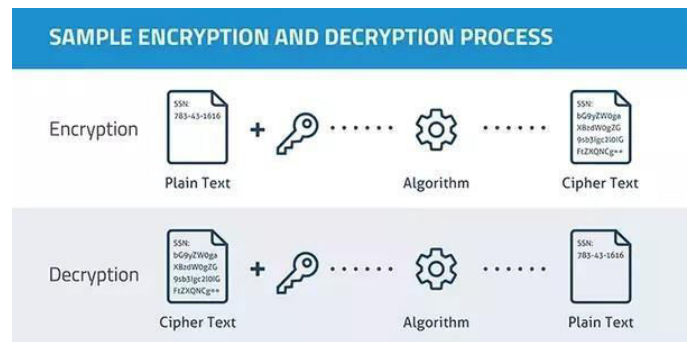 SAMPLE ENCRYPTION AND DECRYPTION PROCESS
Encryption
SSN:
783-43-1616
+
SSN:
bG9yZW0ga
XBzdW0gZG
9sb3Igc2l0IG
FtZXQNCg==
Plain Text
Algorithm
Cipher Text
Decryption
SSN:
bG9yZW0ga
XBzdW0gZG
9sb3Igc2l0IG
FtZXQNCg==
+
SSN:
783-43-1616
Cipher Text
Algorithm
Plain Text